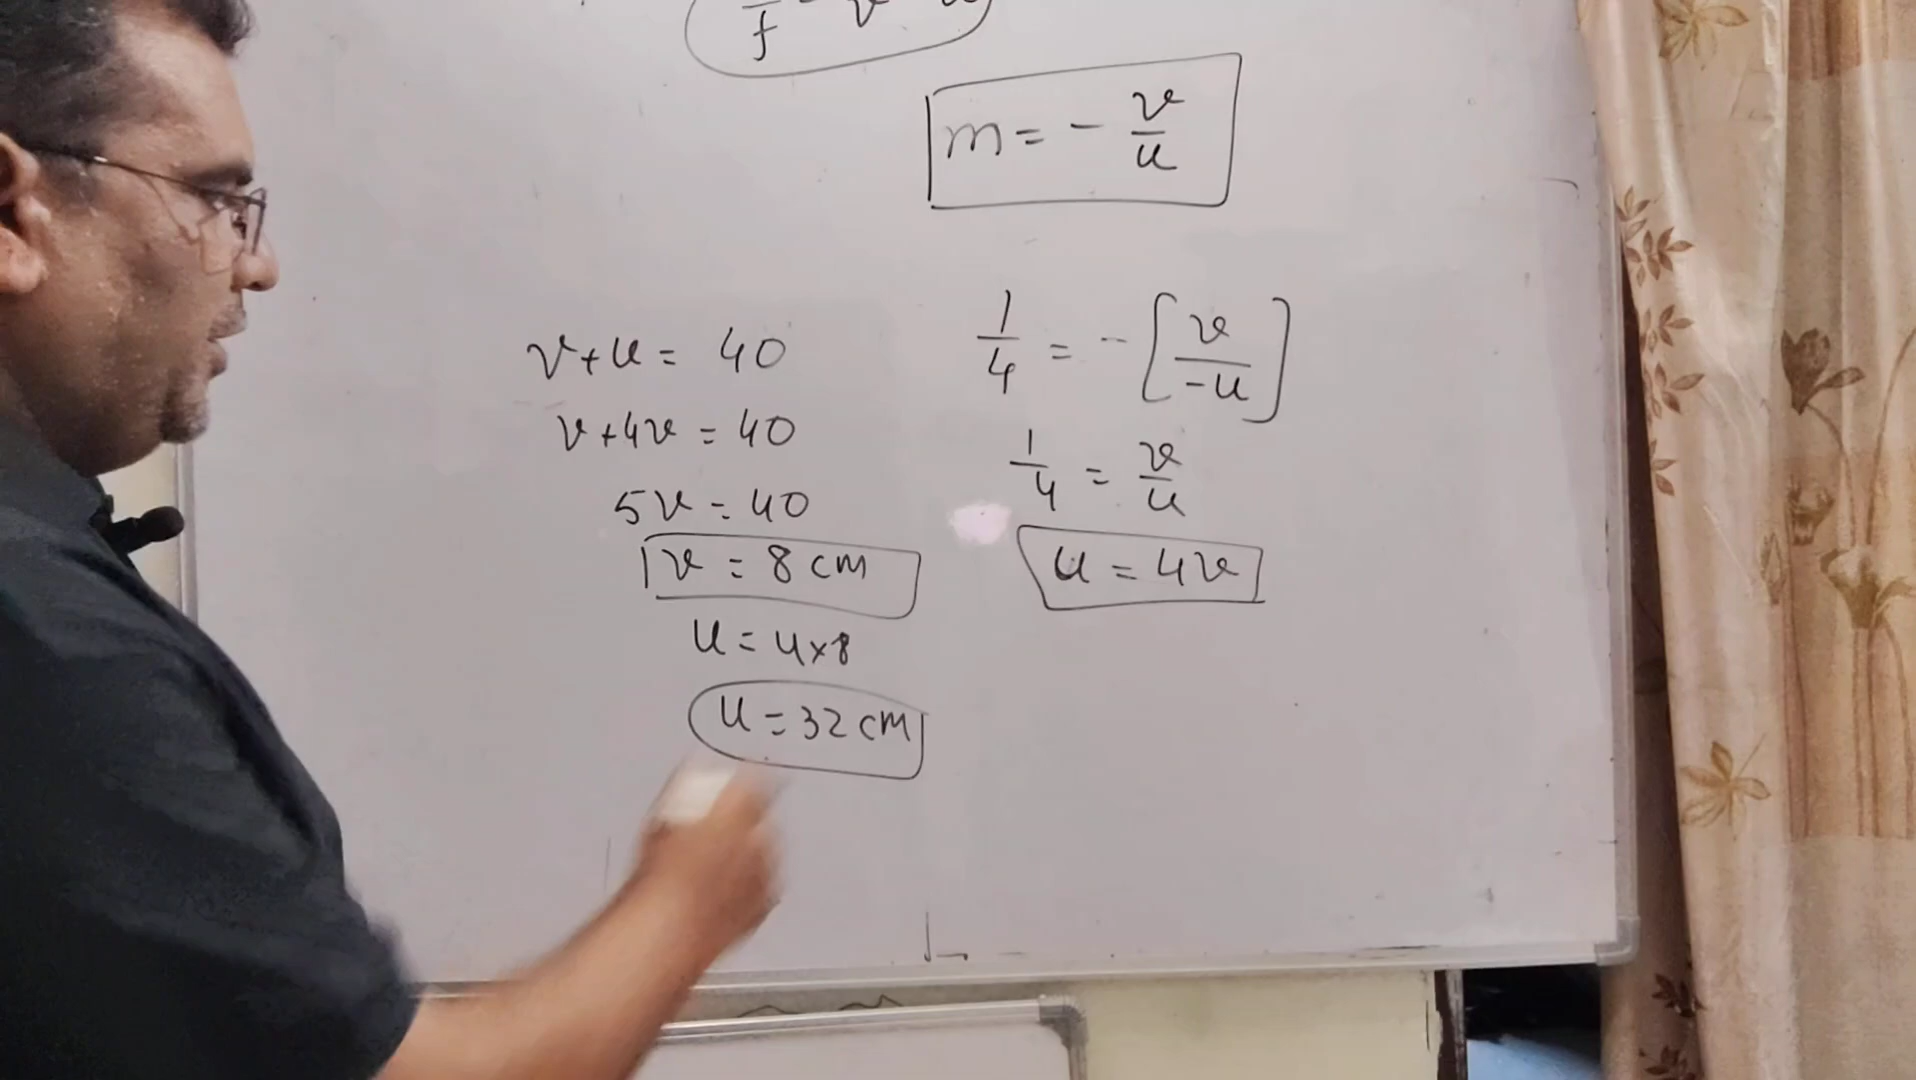 m = - v/u
v+u = 40
v+4v = 40
5v = 40
v = 8 cm
u = 4×8
u = 32 cm
1/4 = - [v/-u]
1/4 = v/u
u = 4v